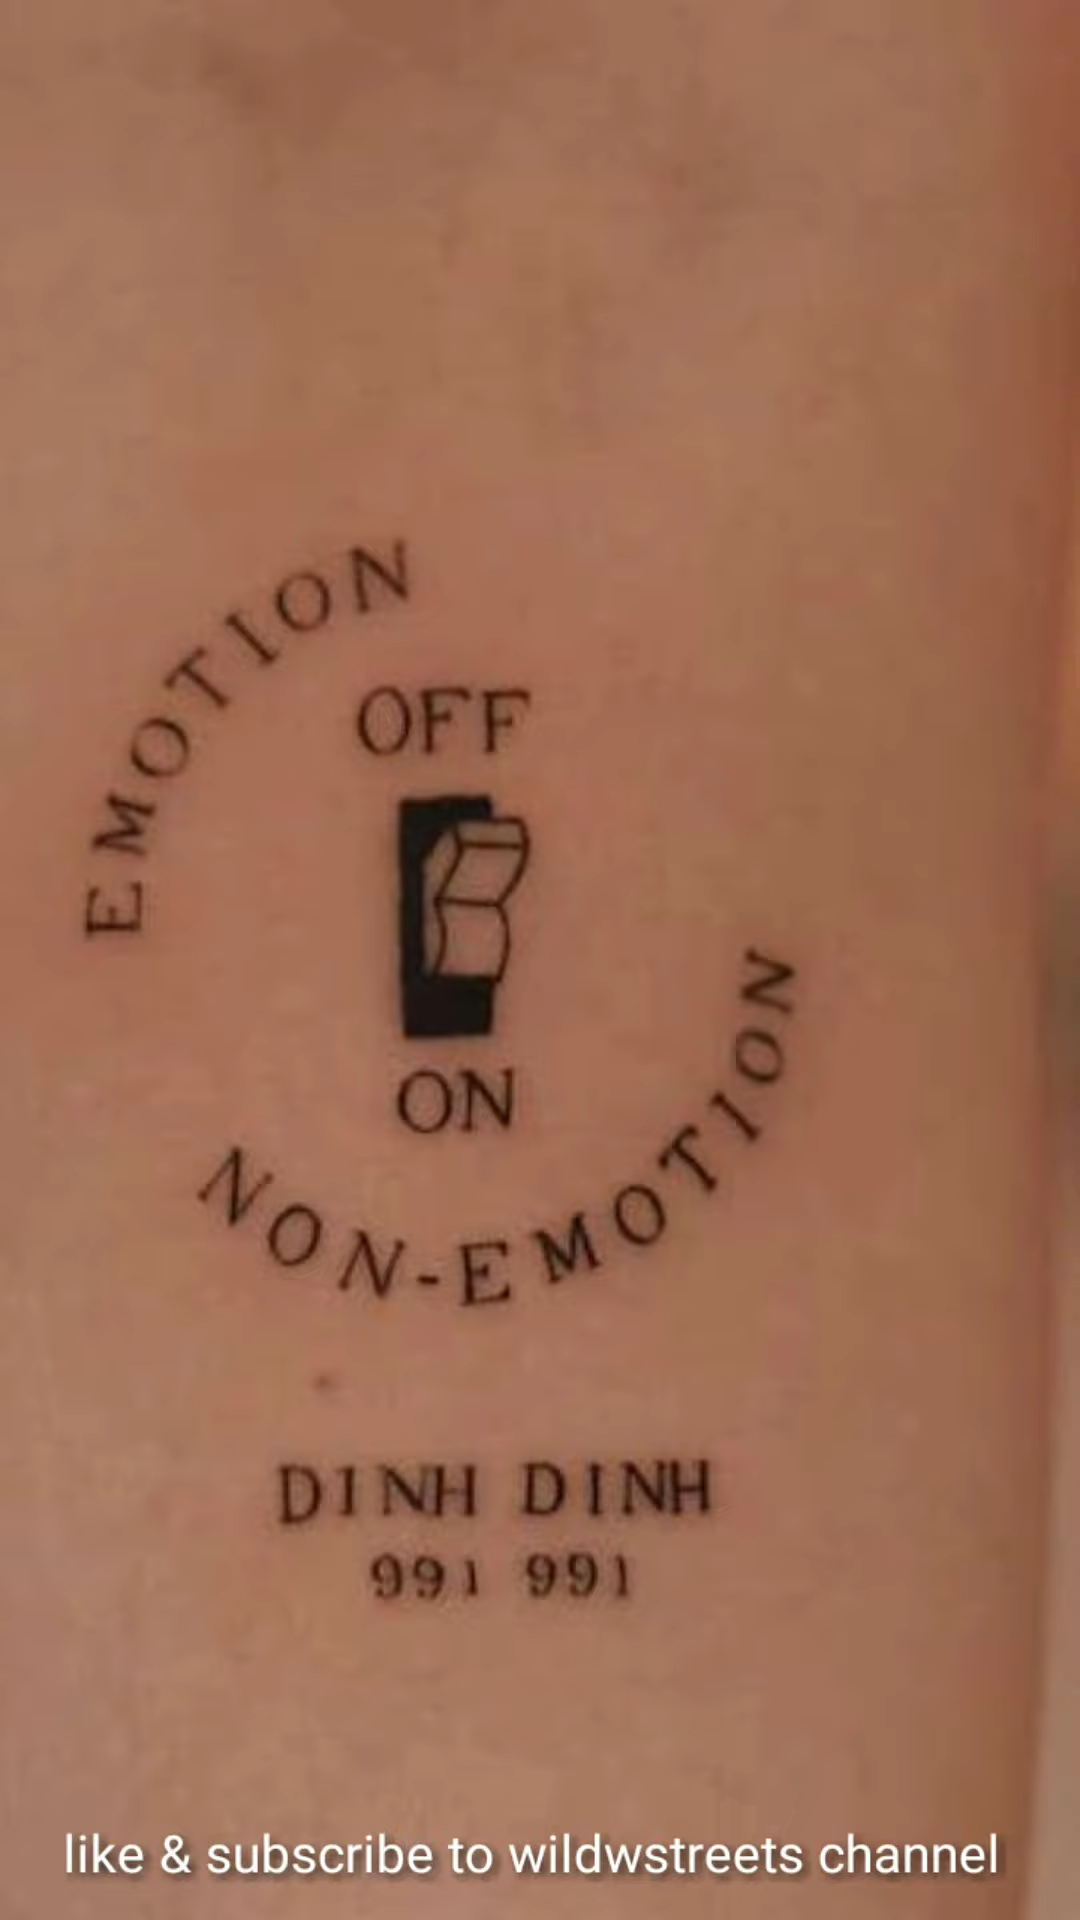 EMOTION
OFF
ON
NON-EMOTION
DINH DINH
991 991
like & subscribe to wildwstreets channel